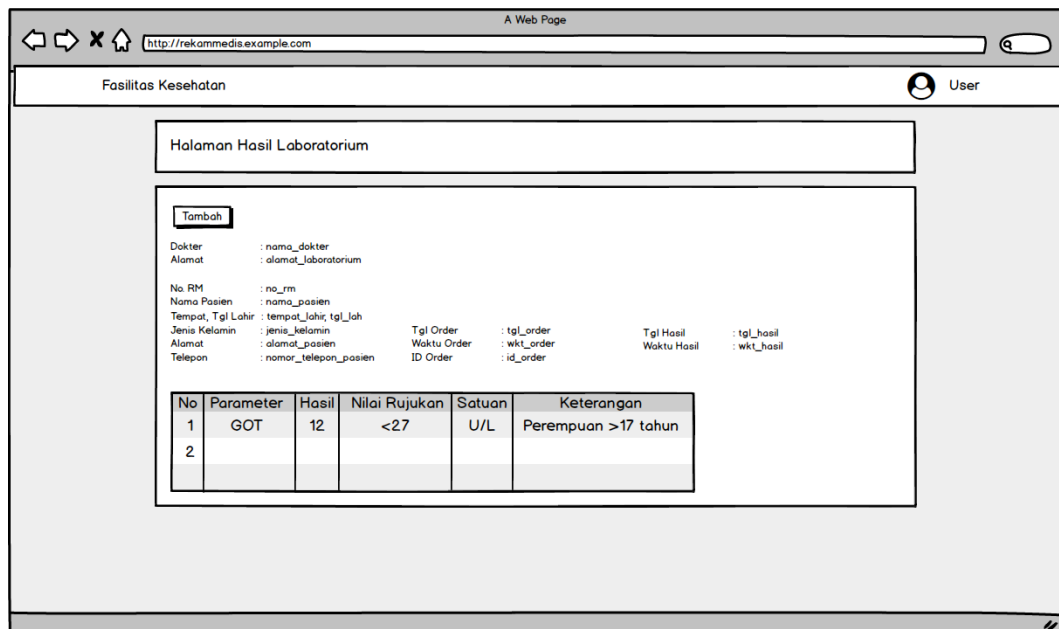 A Web Page
http://rekammedis.example.com
Fasilitas Kesehatan User
Halaman Hasil Laboratorium
Tambah
Dokter : nama_dokter
Alamat : alamat_laboratorium
No. RM : no_rm
Nama Pasien : nama_pasien
Tempat, Tgl Lahir : tempat_lahir, tgl_lah
Jenis Kelamin : jenis_kelamin Tgl Order : tgl_order Tgl Hasil : tgl_hasil
Alamat : alamat_pasien Waktu Order : wkt_order Waktu Hasil : wkt_hasil
Telepon : nomor_telepon_pasien ID Order : id_order
No Parameter Hasil Nilai Rujukan Satuan Keterangan
1 GOT 12 <27 U/L Perempuan >17 tahun
2